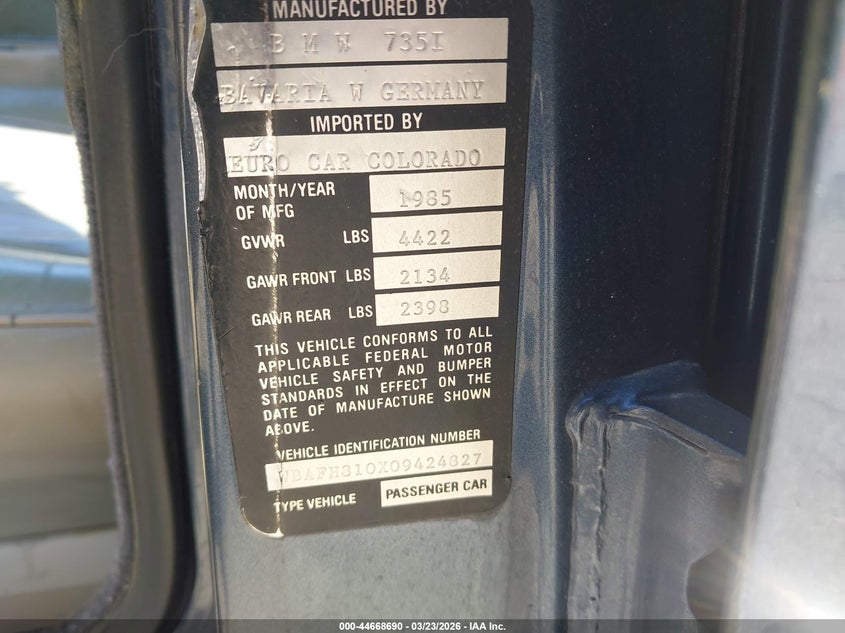 MANUFACTURED BY
B M W 735I
BAVARIA W GERMANY
IMPORTED BY
EURO CAR COLORADO
MONTH/YEAR OF MFG 1985
GVWR LBS 4422
GAWR FRONT LBS 2134
GAWR REAR LBS 2398
THIS VEHICLE CONFORMS TO ALL
APPLICABLE FEDERAL MOTOR
VEHICLE SAFETY AND BUMPER
STANDARDS IN EFFECT ON THE
DATE OF MANUFACTURE SHOWN
ABOVE.
VEHICLE IDENTIFICATION NUMBER
WBAFH310X09424827
TYPE VEHICLE PASSENGER CAR
000-44668690 - 03/23/2026 - IAA Inc.